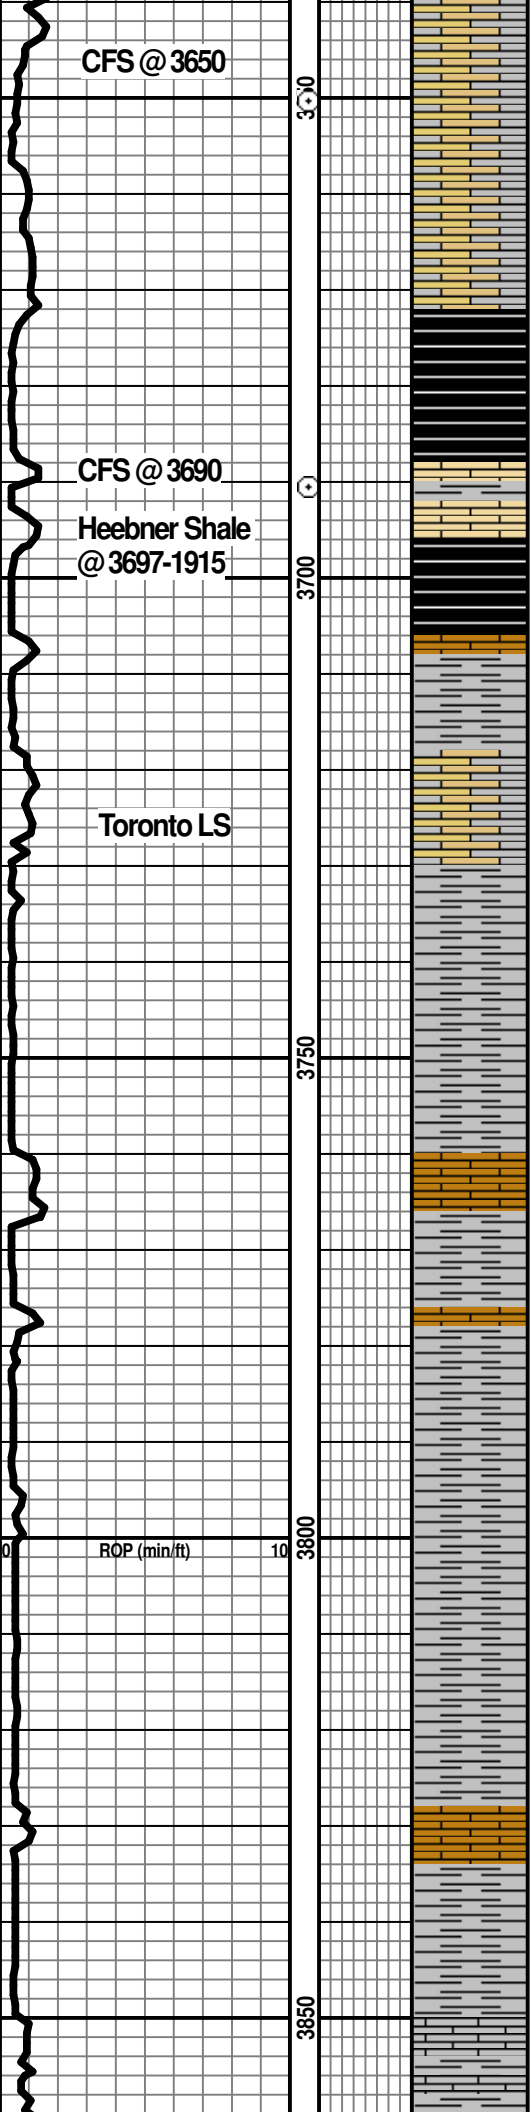 CFS @ 3650
CFS @ 3690
Heebner Shale
@ 3697-1915
3700
Toronto LS
3750
0 ROP (min/ft) 10
3800
3850